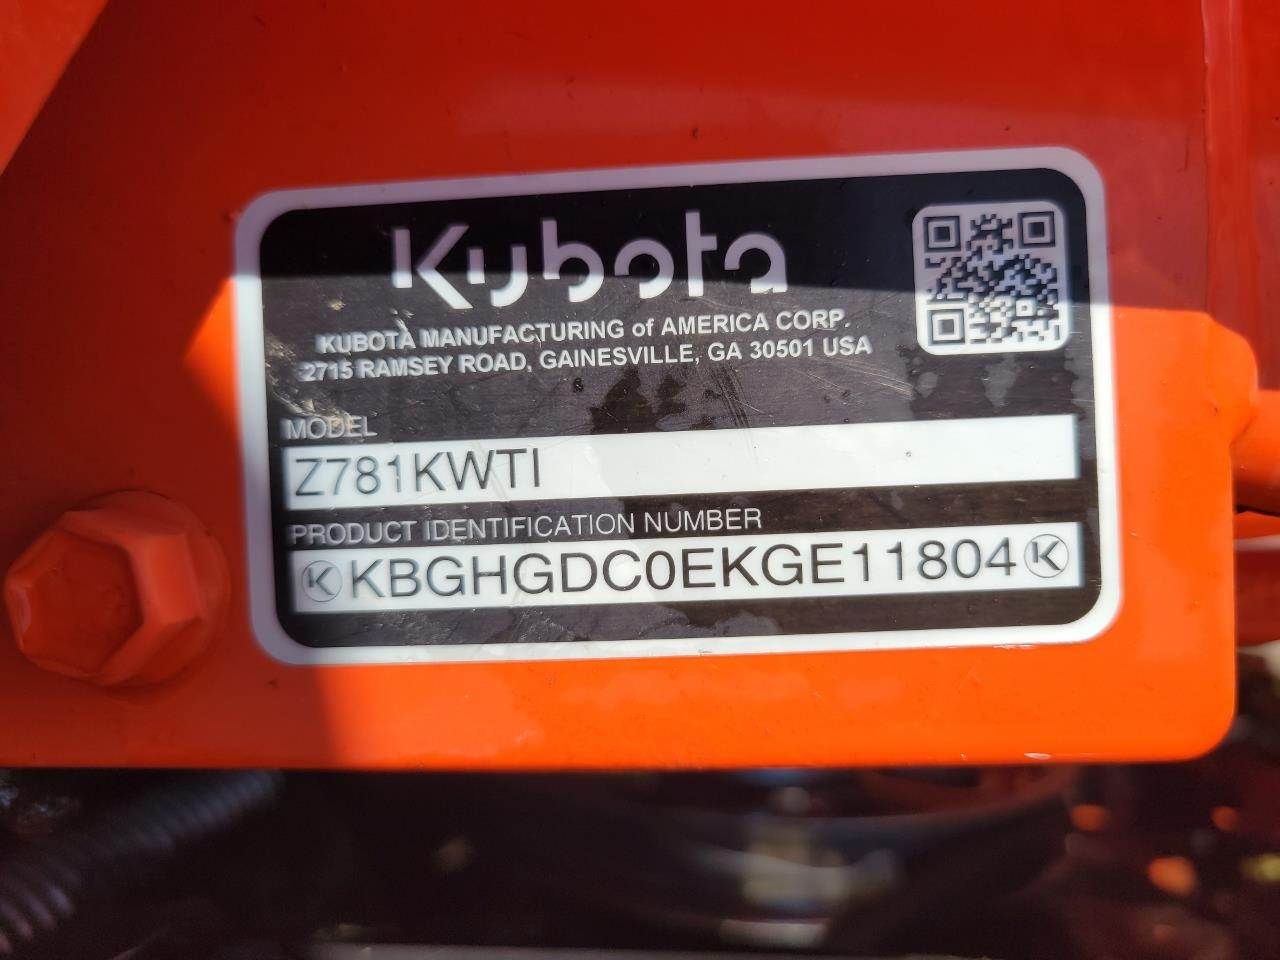 Kubota
KUBOTA MANUFACTURING of AMERICA CORP.
2715 RAMSEY ROAD, GAINESVILLE, GA 30501 USA
MODEL
Z781KWTI
PRODUCT IDENTIFICATION NUMBER
K KBGHGDC0EKGE11804 K